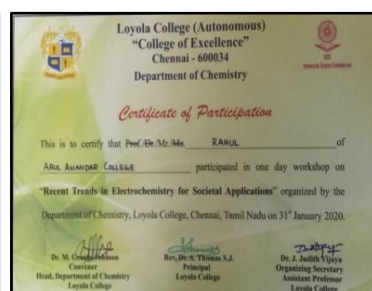 Loyola College (Autonomous)
"College of Excellence"
Chennai - 600034
Department of Chemistry
University Grants Commission
Certificate of Participation
This is to certify that Prof./Dr./Mr./Ms. RAHUL of
ARUL ANANDAR COLLEGE participated in one day workshop on
"Recent Trends in Electrochemistry for Societal Applications" organized by the
Department of Chemistry, Loyola College, Chennai, Tamil Nadu on 31st January 2020.
Dr. M.
Convener
Head, Department of Chemistry
Loyola College
Rev. Dr. A. Thomas S.J.
Principal
Loyola College
Dr. J. Judith Vijaya
Organizing Secretary
Assistant Professor
Loyola College